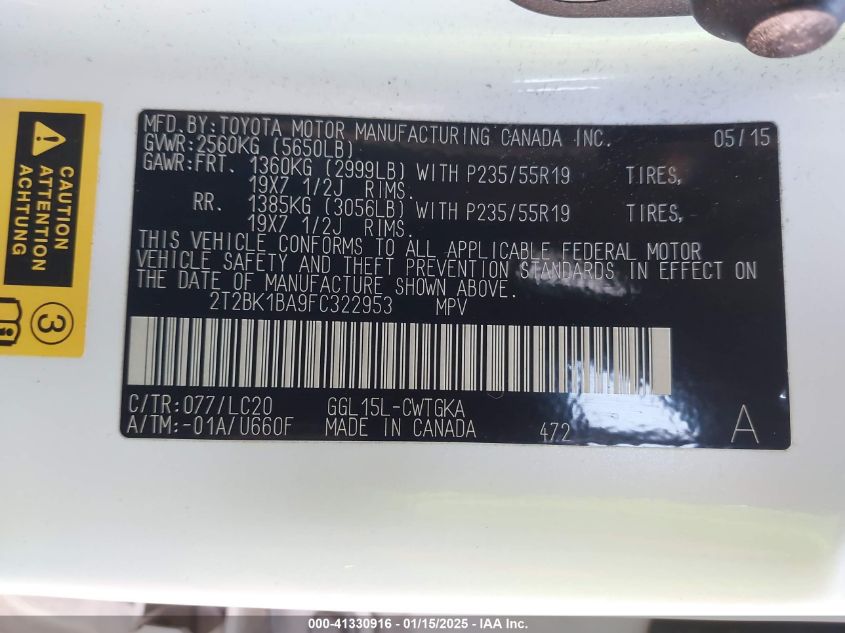 CAUTION
ACHTUNG
3
MFD.BY:TOYOTA MOTOR MANUFACTURING CANADA INC. 05/15
GVWR:2560KG (5650LB)
GAWR:FRT. 1360KG (2999LB) WITH P235/55R19 TIRES,
19X7 1/2J RIMS.
RR. 1385KG (3056LB) WITH P235/55R19 TIRES,
19X7 1/2J RIMS.
THIS VEHICLE CONFORMS TO ALL APPLICABLE FEDERAL MOTOR
VEHICLE SAFETY AND THEFT PREVENTION STANDARDS IN EFFECT ON
THE DATE OF MANUFACTURE SHOWN ABOVE.
2T2BK1BA9FC322953 MPV
C/TR:077/LC20 GGL15L-CWTGKA
A/TM:-01A/U660F MADE IN CANADA 472 A
000-41330916 - 01/15/2025 - IAA Inc.